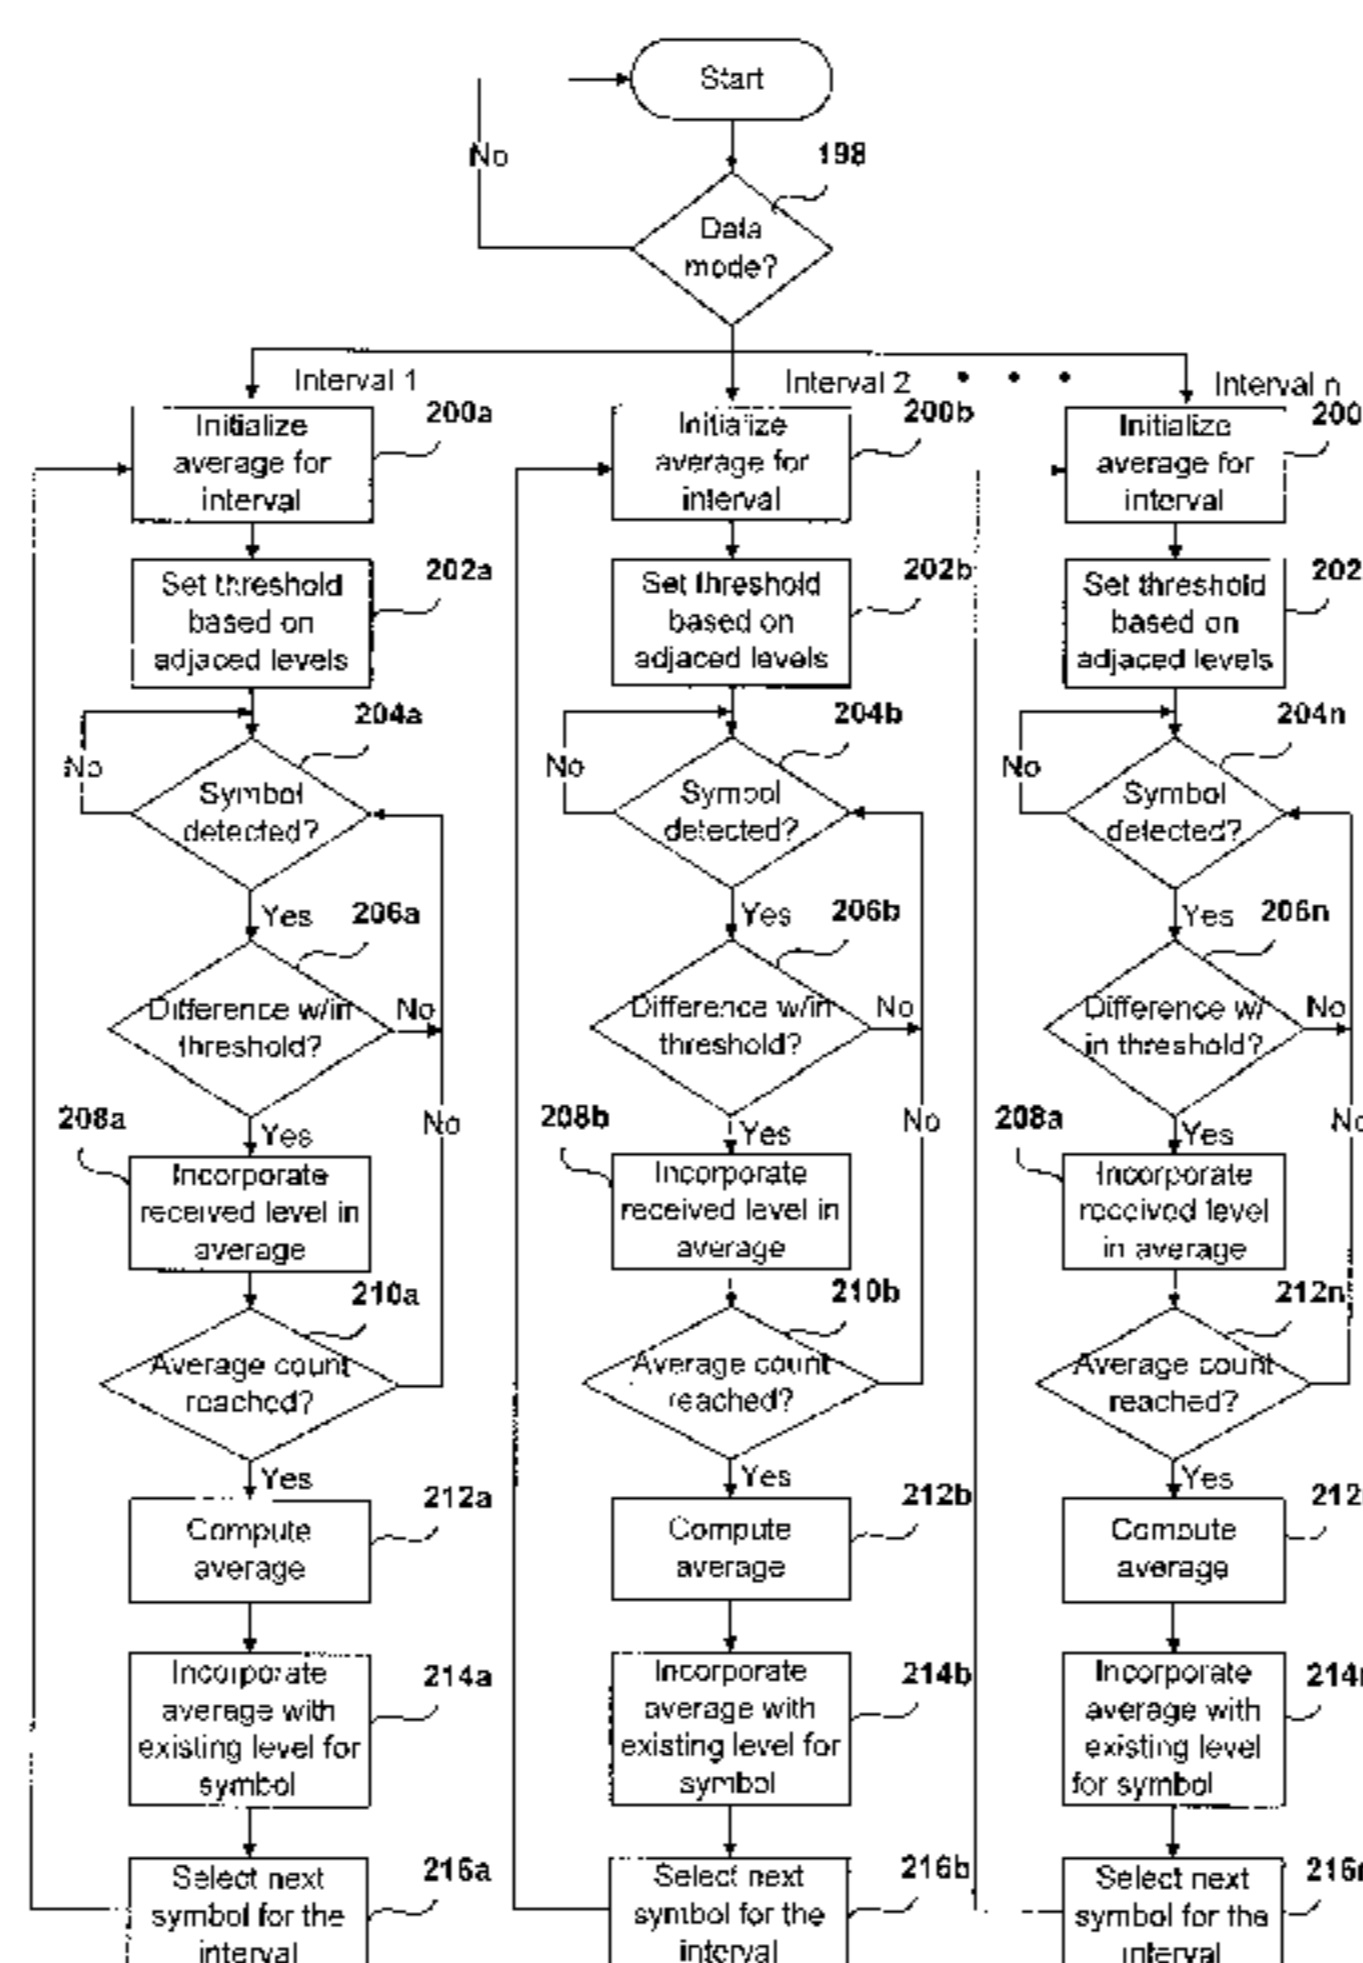 Start
No
198
Data
mode?
Interval 1
Interval 2
Interval n
Initialize
average for
interval
200a
Initialize
average for
interval
200b
Initialize
average for
interval
200
Set threshold
based on
adjaced levels
202a
Set threshold
based on
adjaced levels
202b
Set threshold
based on
adjaced levels
202
204a
No
Symbol
detected?
204b
No
Symbol
detected?
204n
No
Symbol
detected?
Yes
206a
Yes
206b
Yes
206n
Difference w/in
threshold?
No
Difference w/in
threshold?
No
Difference w/
in threshold?
No
208a
Yes
No
208b
Yes
No
208a
Yes
No
Incorporate
received level in
average
Incorporate
received level in
average
Incorporate
received level
in average
210a
210b
212n
Average count
reached?
Average count
reached?
Average count
reached?
Yes
Yes
Yes
Compute
average
212a
Compute
average
212b
Compute
average
212
Incorporate
average with
existing level for
symbol
214a
Incorporate
average with
existing level for
symbol
214b
Incorporate
average with
existing level
for symbol
214n
Select next
symbol for the
interval
216a
Select next
symbol for the
interval
216b
Select next
symbol for the
interval
216n